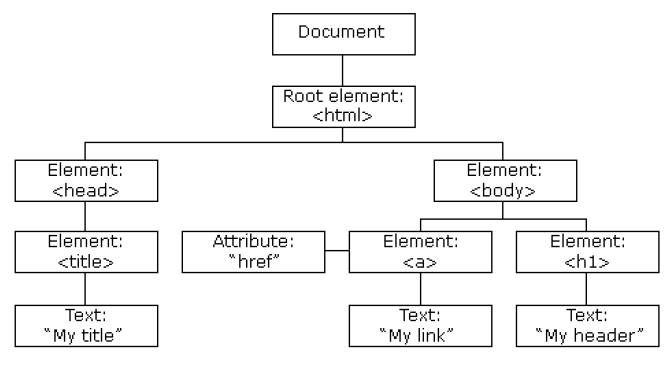 Document
Root element:
<html>
Element:
<head>
Element:
<body>
Element:
<title>
Attribute:
“href”
Element:
<a>
Element:
<h1>
Text:
“My title”
Text:
“My link”
Text:
“My header”